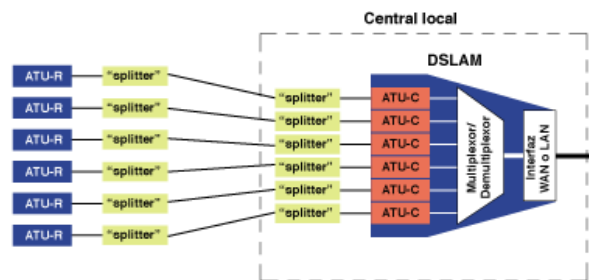 Central local
DSLAM
ATU-R "splitter"
ATU-R "splitter"
ATU-R "splitter"
ATU-R "splitter"
ATU-R "splitter"
ATU-R "splitter"
"splitter" ATU-C
"splitter" ATU-C
"splitter" ATU-C
"splitter" ATU-C
"splitter" ATU-C
"splitter" ATU-C
Multiplexor/
Demultiplexor
Interfaz
WAN o LAN